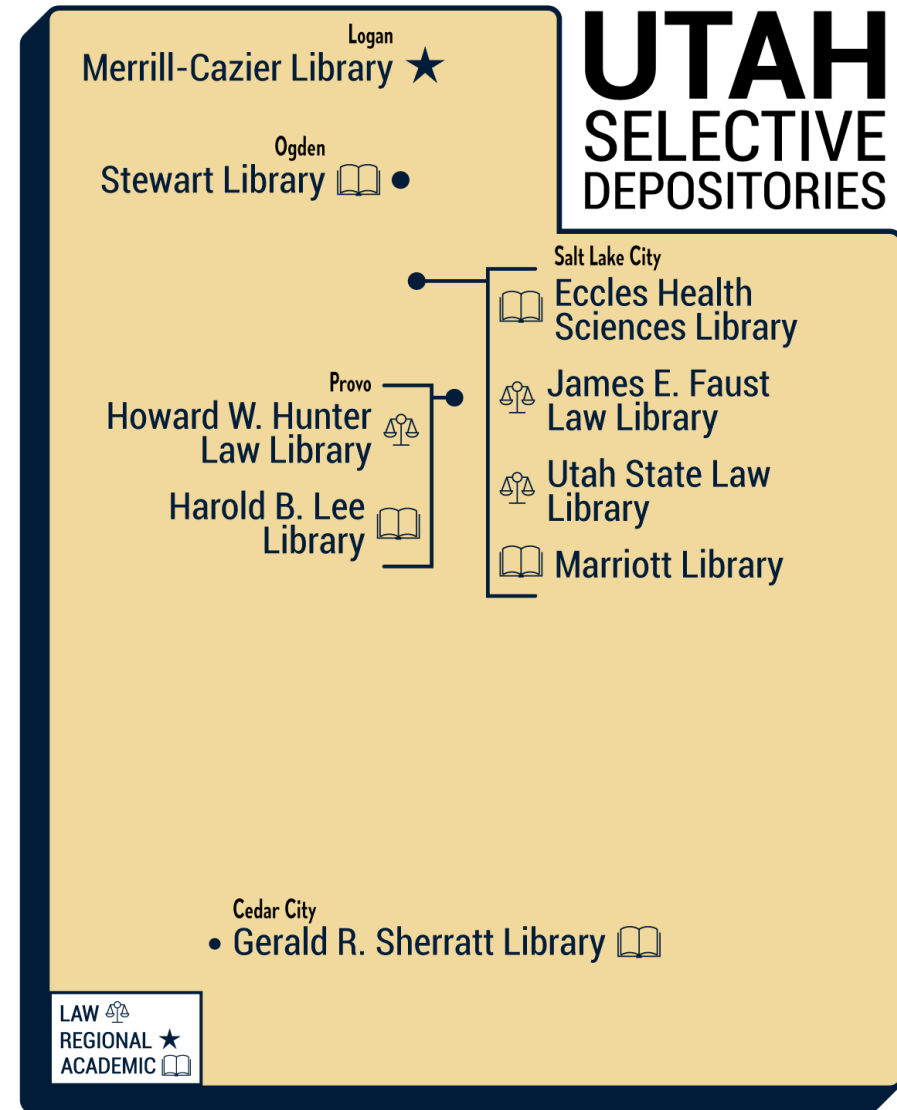 UTAH
SELECTIVE
DEPOSITORIES
Logan
Merrill-Cazier Library
Ogden
Stewart Library
Salt Lake City
Eccles Health
Sciences Library
James E. Faust
Law Library
Utah State Law
Library
Marriott Library
Provo
Howard W. Hunter
Law Library
Harold B. Lee
Library
Cedar City
Gerald R. Sherratt Library
LAW
REGIONAL
ACADEMIC